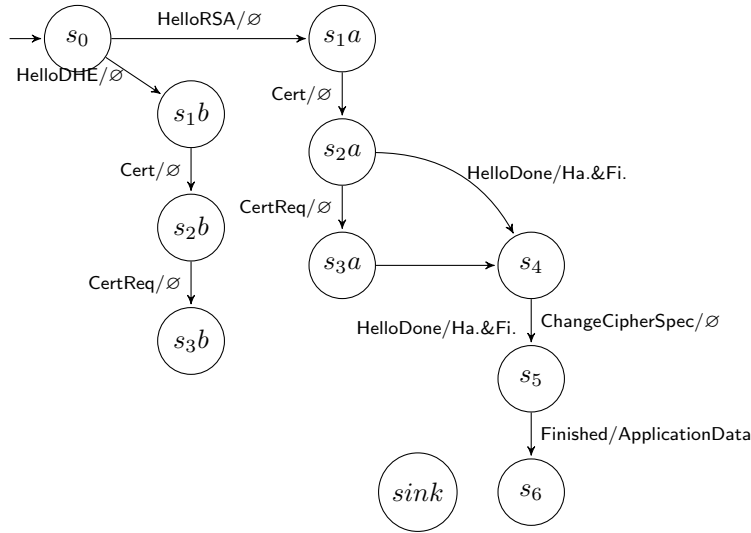 HelloRSA/∅
s₀
s₁a
HelloDHE/∅
Cert/∅
s₁b
s₂a
Cert/∅
HelloDone/Ha.&Fi.
CertReq/∅
s₂b
s₃a
s₄
CertReq/∅
HelloDone/Ha.&Fi.
ChangeCipherSpec/∅
s₃b
s₅
Finished/ApplicationData
sink
s₆